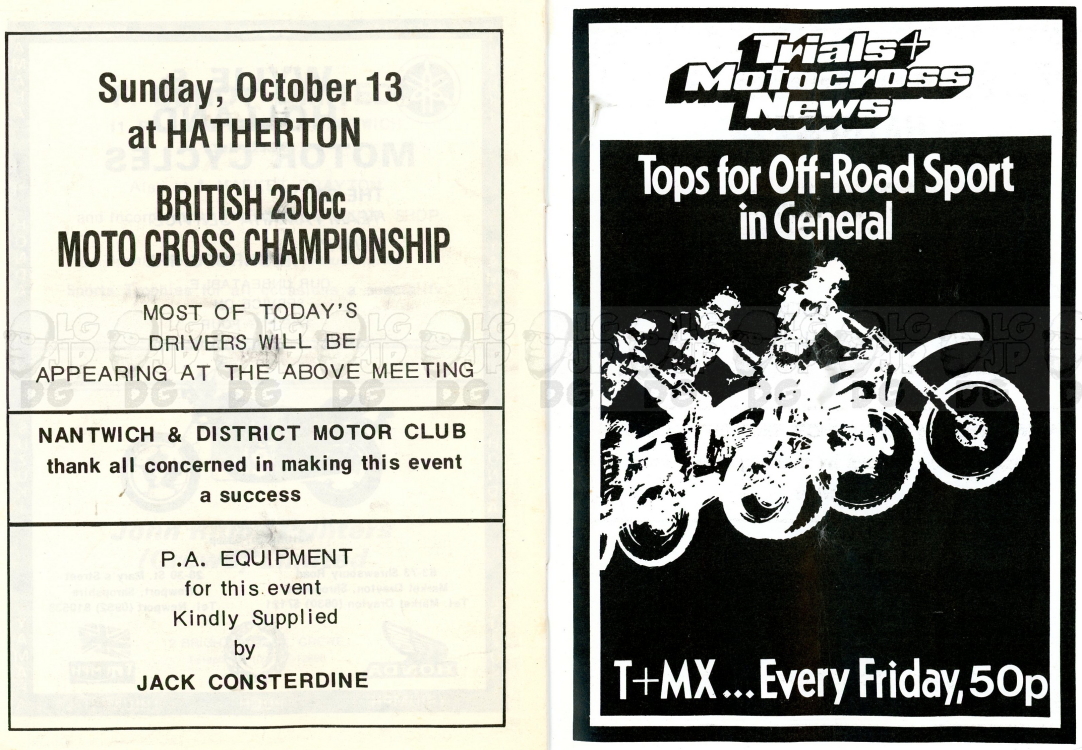 Sunday, October 13
at HATHERTON
BRITISH 250cc
MOTO CROSS CHAMPIONSHIP
MOST OF TODAY'S
DRIVERS WILL BE
APPEARING AT THE ABOVE MEETING
NANTWICH & DISTRICT MOTOR CLUB
thank all concerned in making this event
a success
P.A. EQUIPMENT
for this event
Kindly Supplied
by
JACK CONSTERDINE
Trials+
Motocross
News
Tops for Off-Road Sport
in General
T+MX... Every Friday, 50p